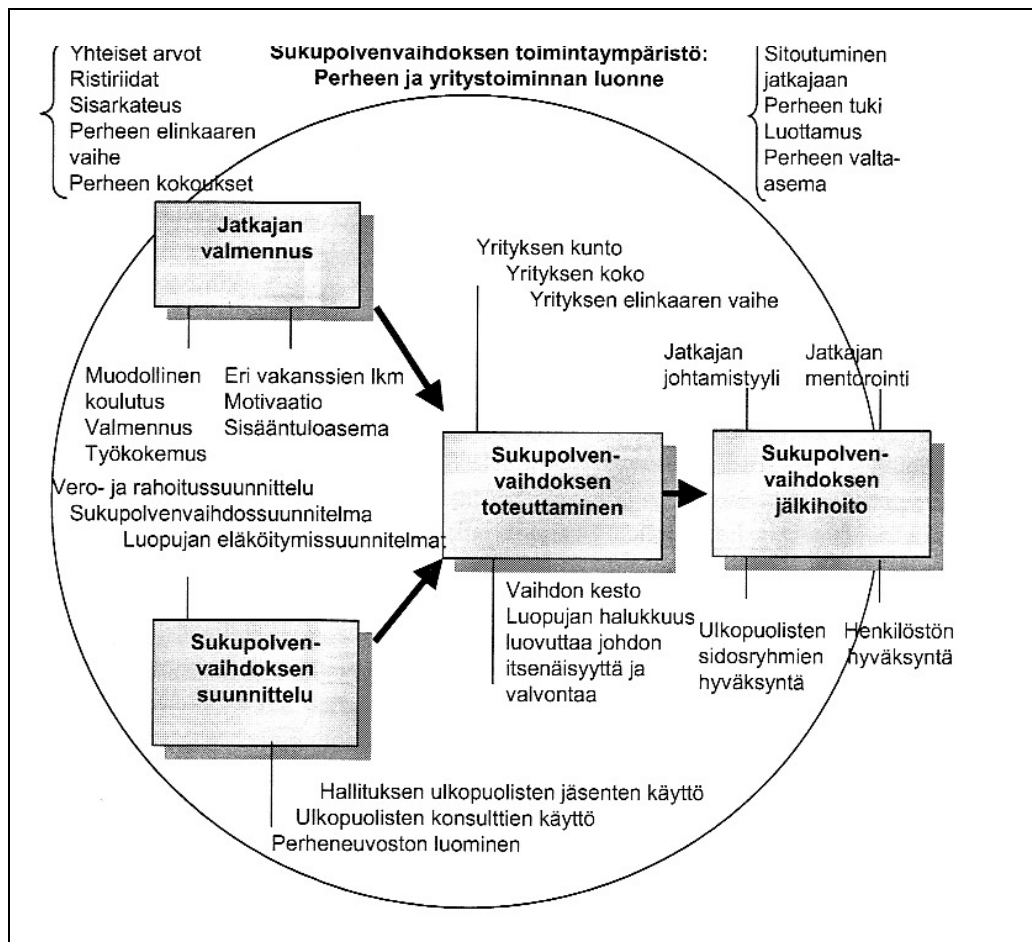 Yhteiset arvot
Ristiriidat
Sisarkateus
Perheen elinkaaren
vaihe
Perheen kokoukset
Sukupolvenvaihdoksen toimintaympäristö:
Perheen ja yritystoiminnan luonne
Sitoutuminen
jatkajaan
Perheen tuki
Luottamus
Perheen valta-
asema
Jatkajan
valmennus
Yrityksen kunto
Yrityksen koko
Yrityksen elinkaaren vaihe
Muodollinen
koulutus
Valmennus
Työkokemus
Eri vakanssien lkm
Motivaatio
Sisääntuloasema
Jatkajan
johtamistyyli
Jatkajan
mentorointi
Vero- ja rahoitussuunnittelu
Sukupolvenvaihdossuunnitelma
Luopujan eläköitymissuunnitelmat
Sukupolven-
vaihdoksen
toteuttaminen
Sukupolven-
vaihdoksen
jälkihoito
Sukupolven-
vaihdoksen
suunnittelu
Vaihdon kesto
Luopujan halukkuus
luovuttaa johdon
itsenäisyyttä ja
valvontaa
Ulkopuolisten
sidosryhmien
hyväksyntä
Henkilöstön
hyväksyntä
Hallituksen ulkopuolisten jäsenten käyttö
Ulkopuolisten konsulttien käyttö
Perheneuvoston luominen